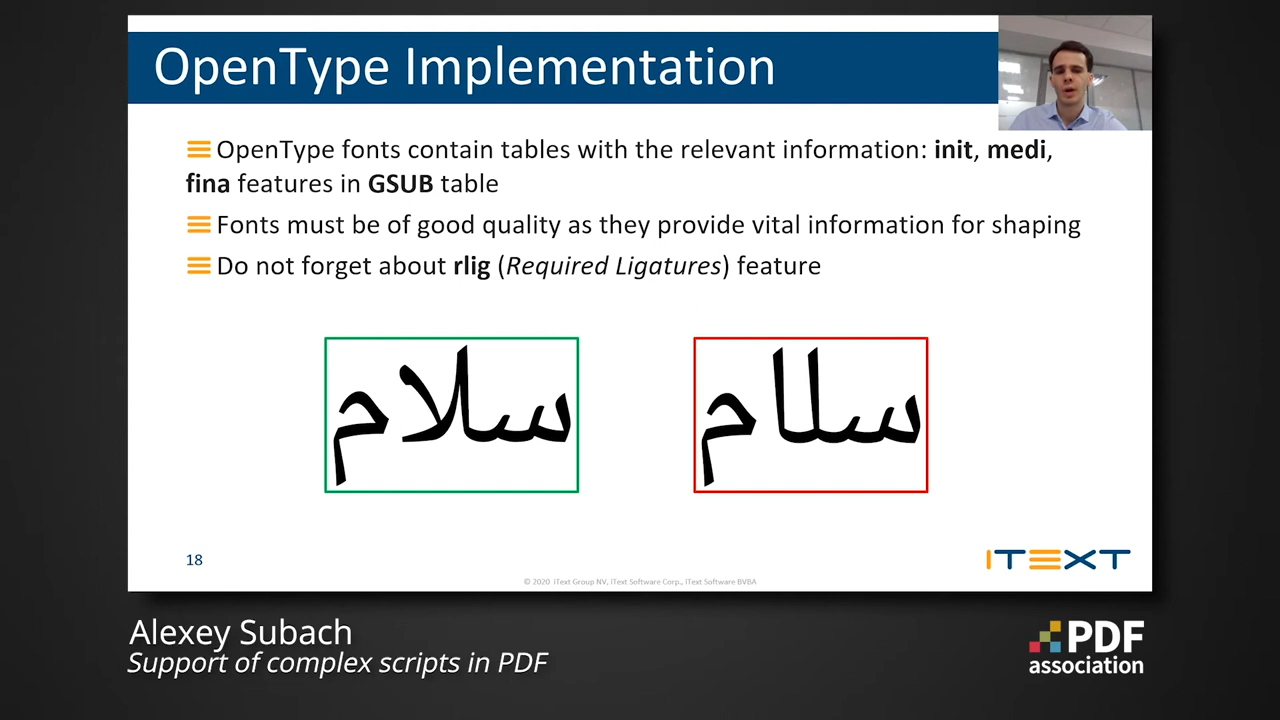 OpenType Implementation
OpenType fonts contain tables with the relevant information: init, medi,
fina features in GSUB table
Fonts must be of good quality as they provide vital information for shaping
Do not forget about rlig (Required Ligatures) feature
سلام
سلام
18
iTEXT
© 2020 iText Group NV, iText Software Corp., iText Software BVBA
Alexey Subach
Support of complex scripts in PDF
PDF
association